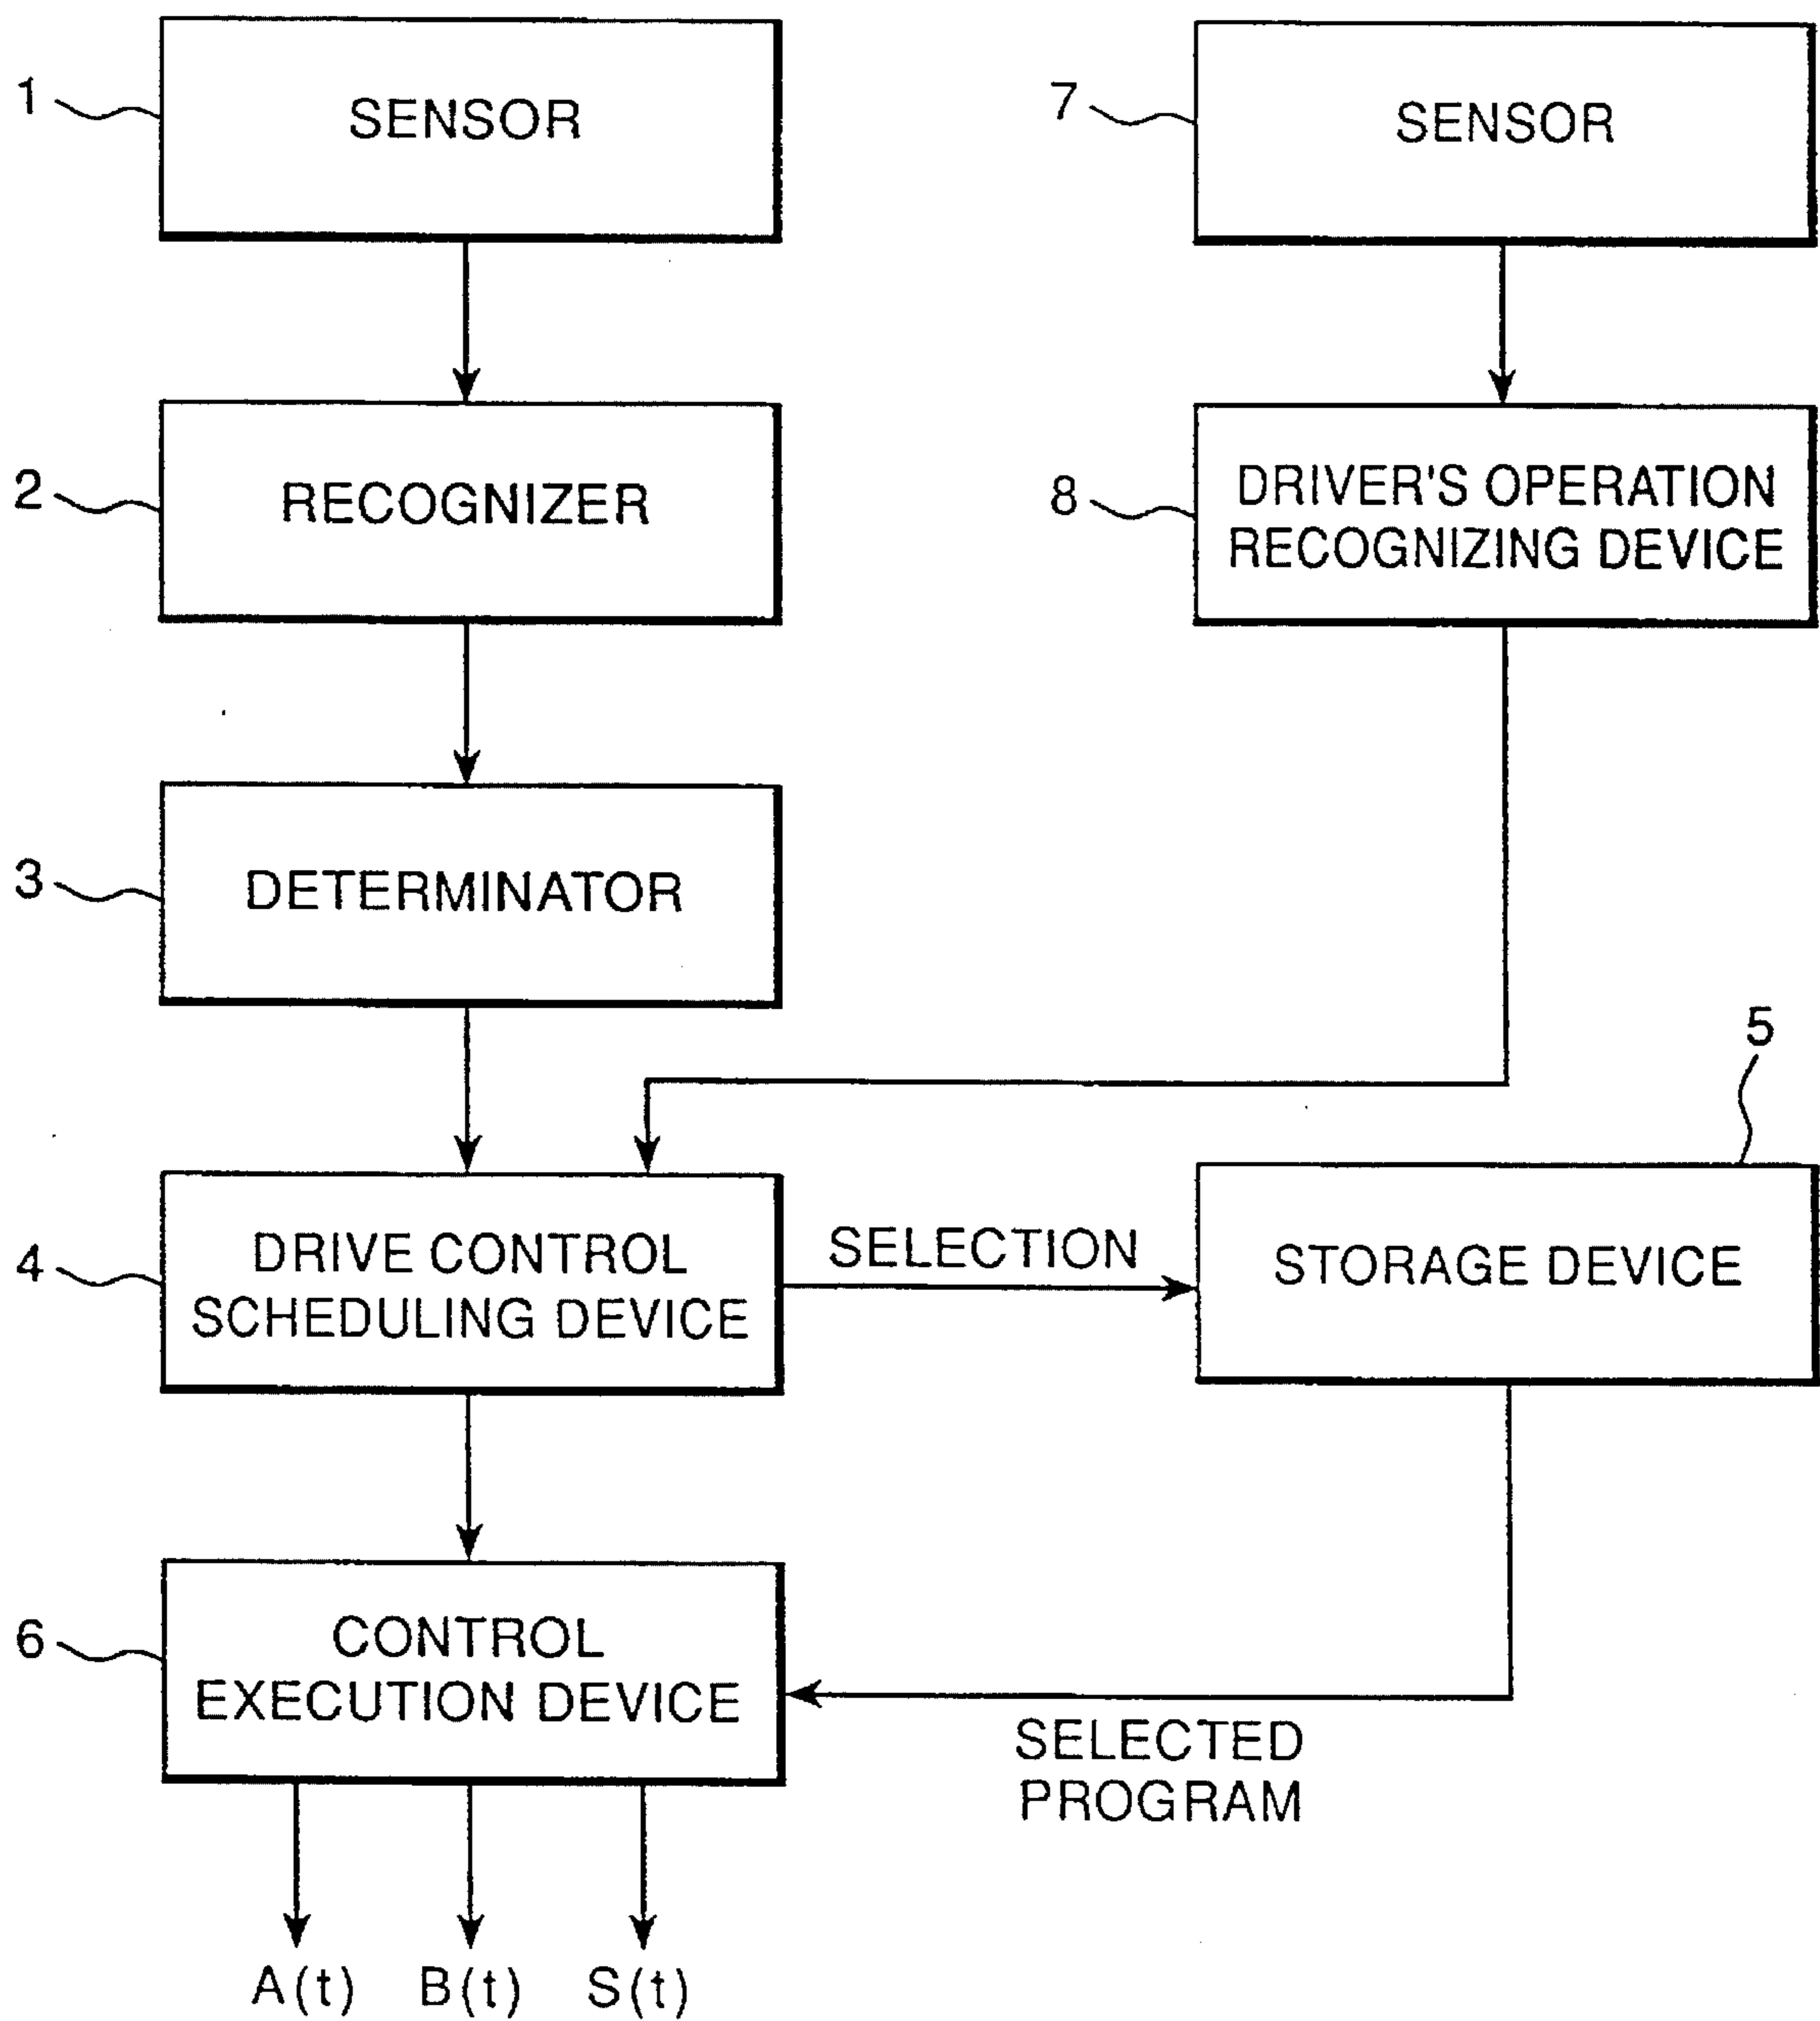 1
SENSOR
7
SENSOR
2
RECOGNIZER
8
DRIVER'S OPERATION
RECOGNIZING DEVICE
3
DETERMINATOR
5
4
DRIVE CONTROL
SCHEDULING DEVICE
SELECTION
STORAGE DEVICE
6
CONTROL
EXECUTION DEVICE
SELECTED
PROGRAM
A(t)
B(t)
S(t)